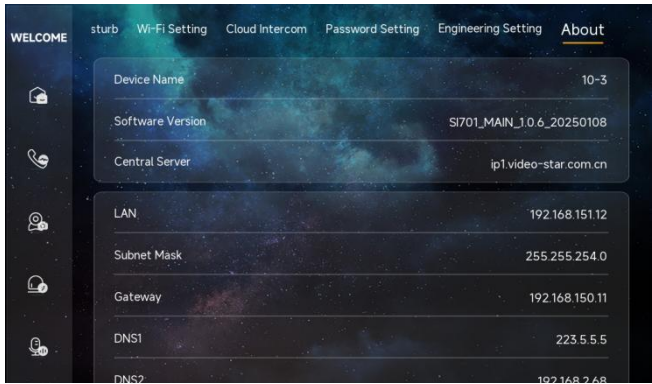 WELCOME
sturb Wi-Fi Setting Cloud Intercom Password Setting Engineering Setting About
Device Name 10-3
Software Version SI701_MAIN_1.0.6_20250108
Central Server ip1.video-star.com.cn
LAN 192.168.151.12
Subnet Mask 255.255.254.0
Gateway 192.168.150.11
DNS1 223.5.5.5
DNS2 192.168.2.68